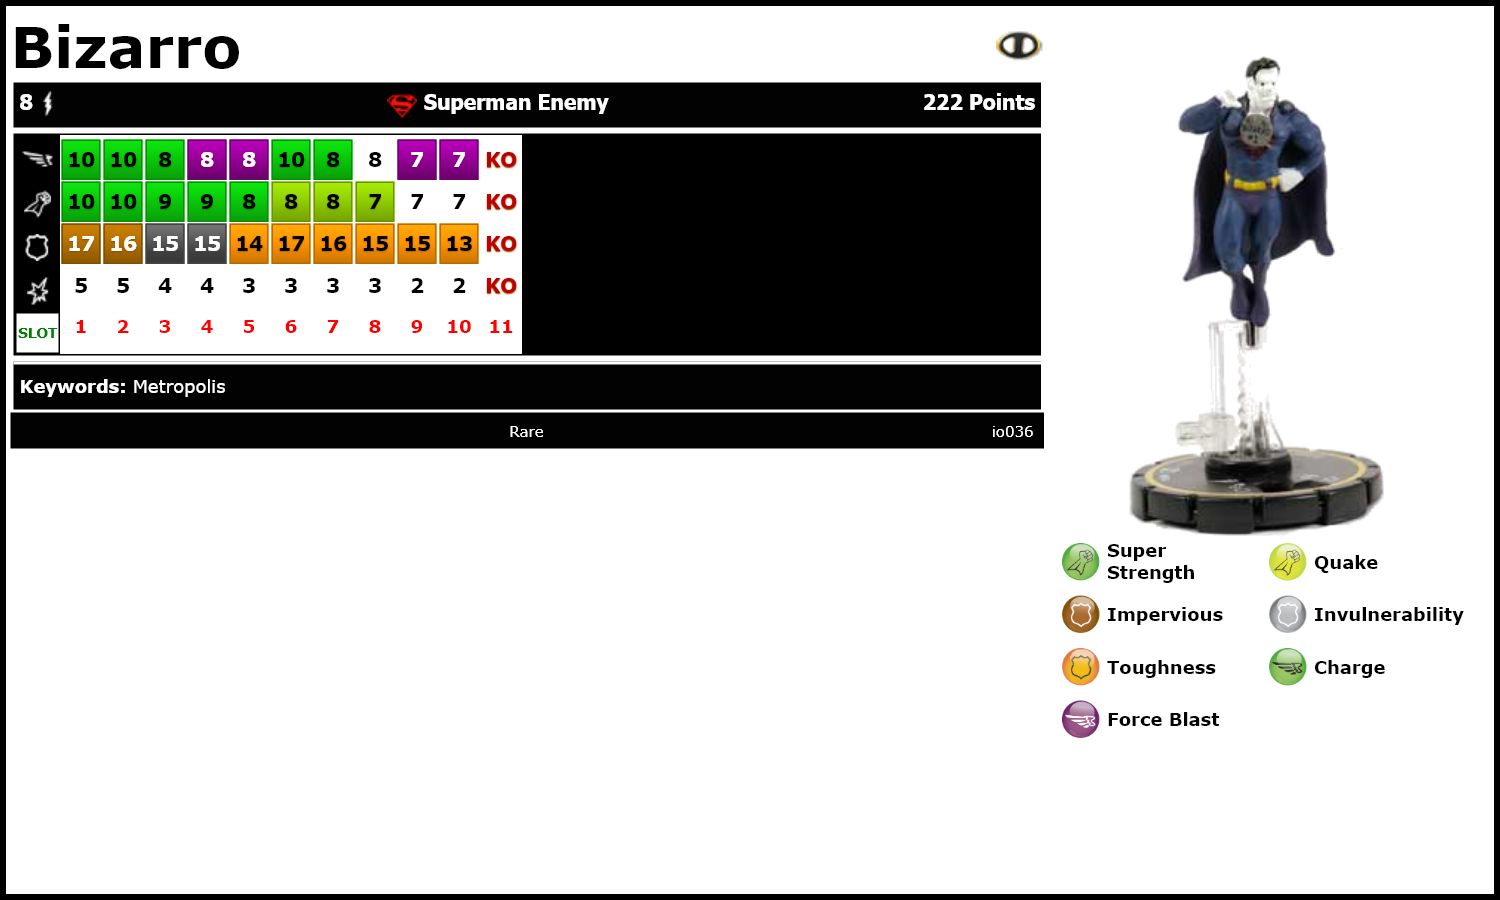 Bizarro
8 Superman Enemy 222 Points
10 10 8 8 8 10 8 8 7 7 KO
10 10 9 9 8 8 8 7 7 7 KO
17 16 15 15 14 17 16 15 15 13 KO
5 5 4 4 3 3 3 3 2 2 KO
SLOT 1 2 3 4 5 6 7 8 9 10 11
Keywords: Metropolis
Rare io036
Super
Strength
Quake
Impervious
Invulnerability
Toughness
Charge
Force Blast